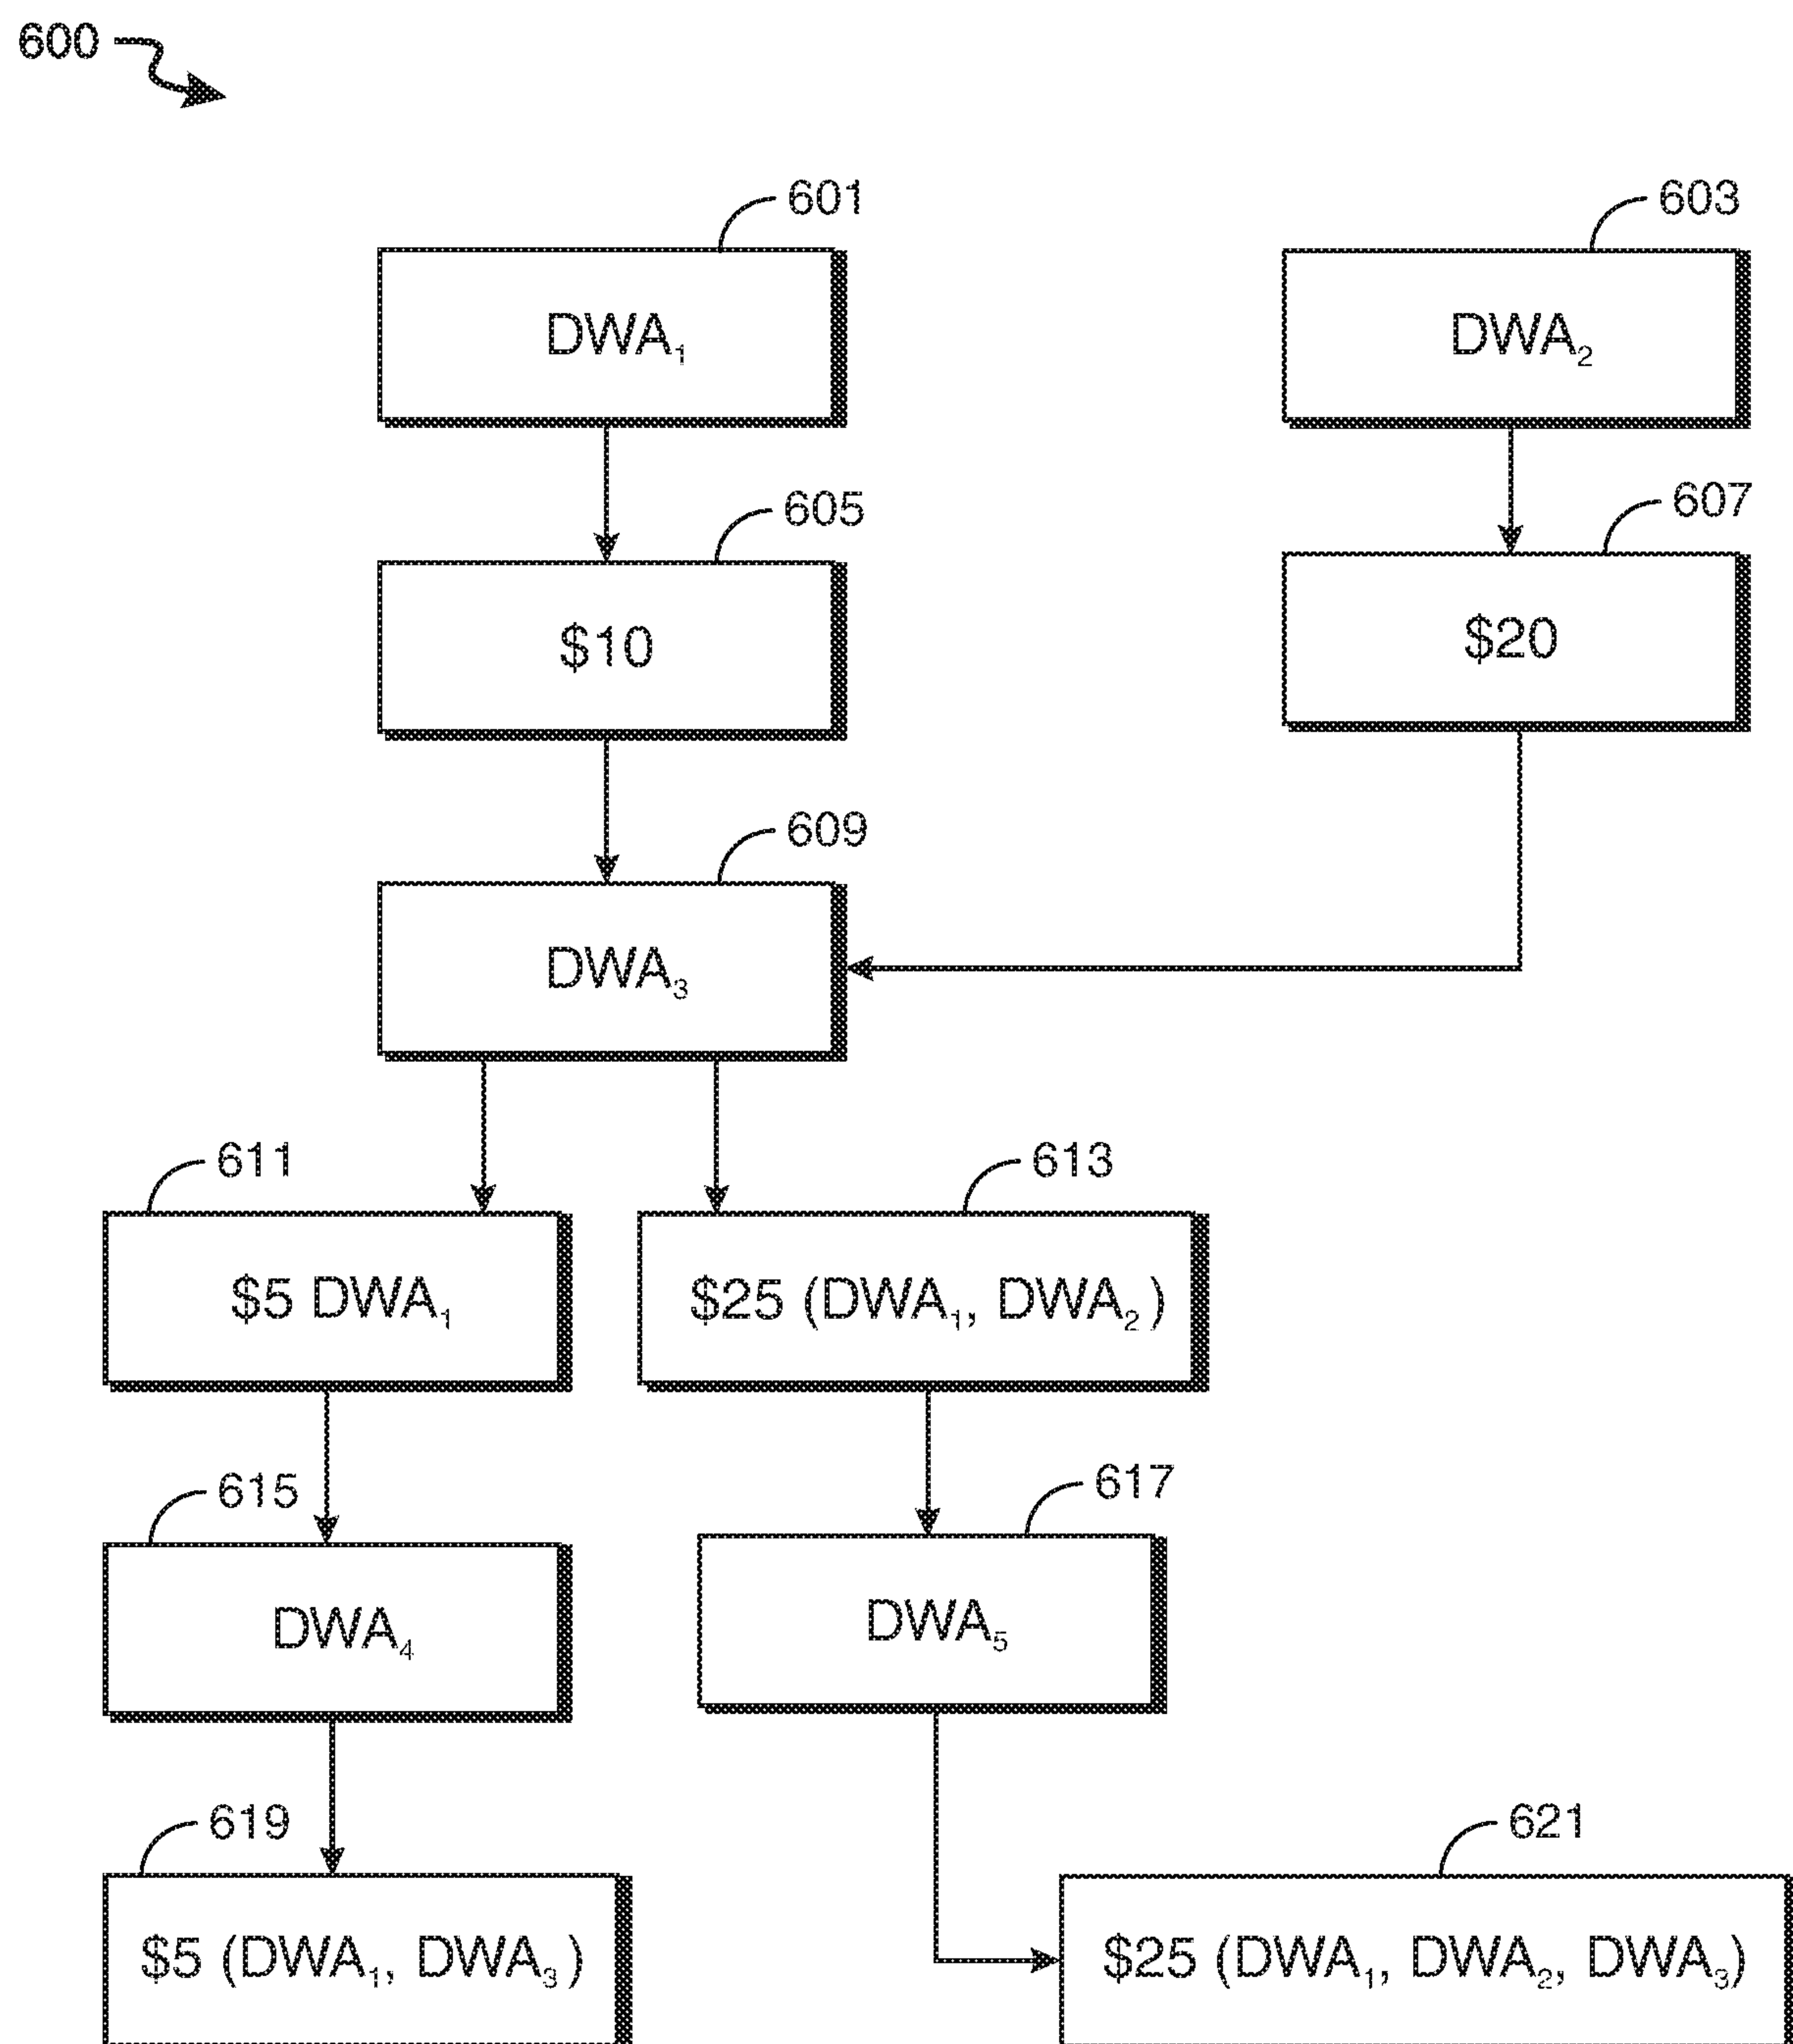 600
601
603
DWA₁
DWA₂
605
607
$10
$20
609
DWA₃
611
613
$5 DWA₁
$25 (DWA₁, DWA₂)
615
617
DWA₄
DWA₅
619
621
$5 (DWA₁, DWA₃)
$25 (DWA₁, DWA₂, DWA₃)